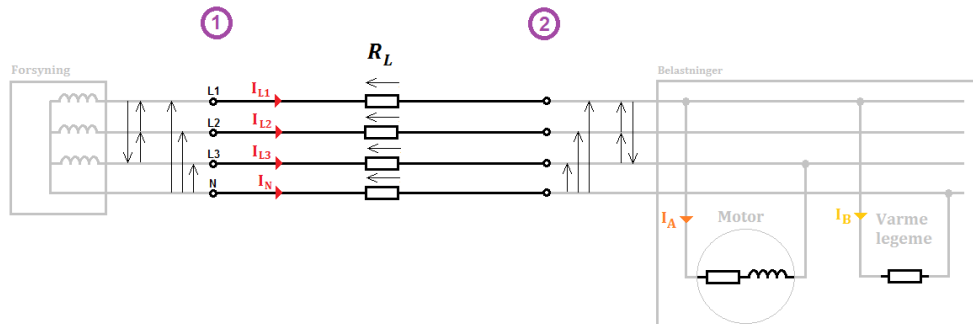 1
2
R_L
Forsyning
Belastninger
L1
I_L1
L2
I_L2
L3
I_L3
N
I_N
I_A
Motor
I_B
Varme
legeme